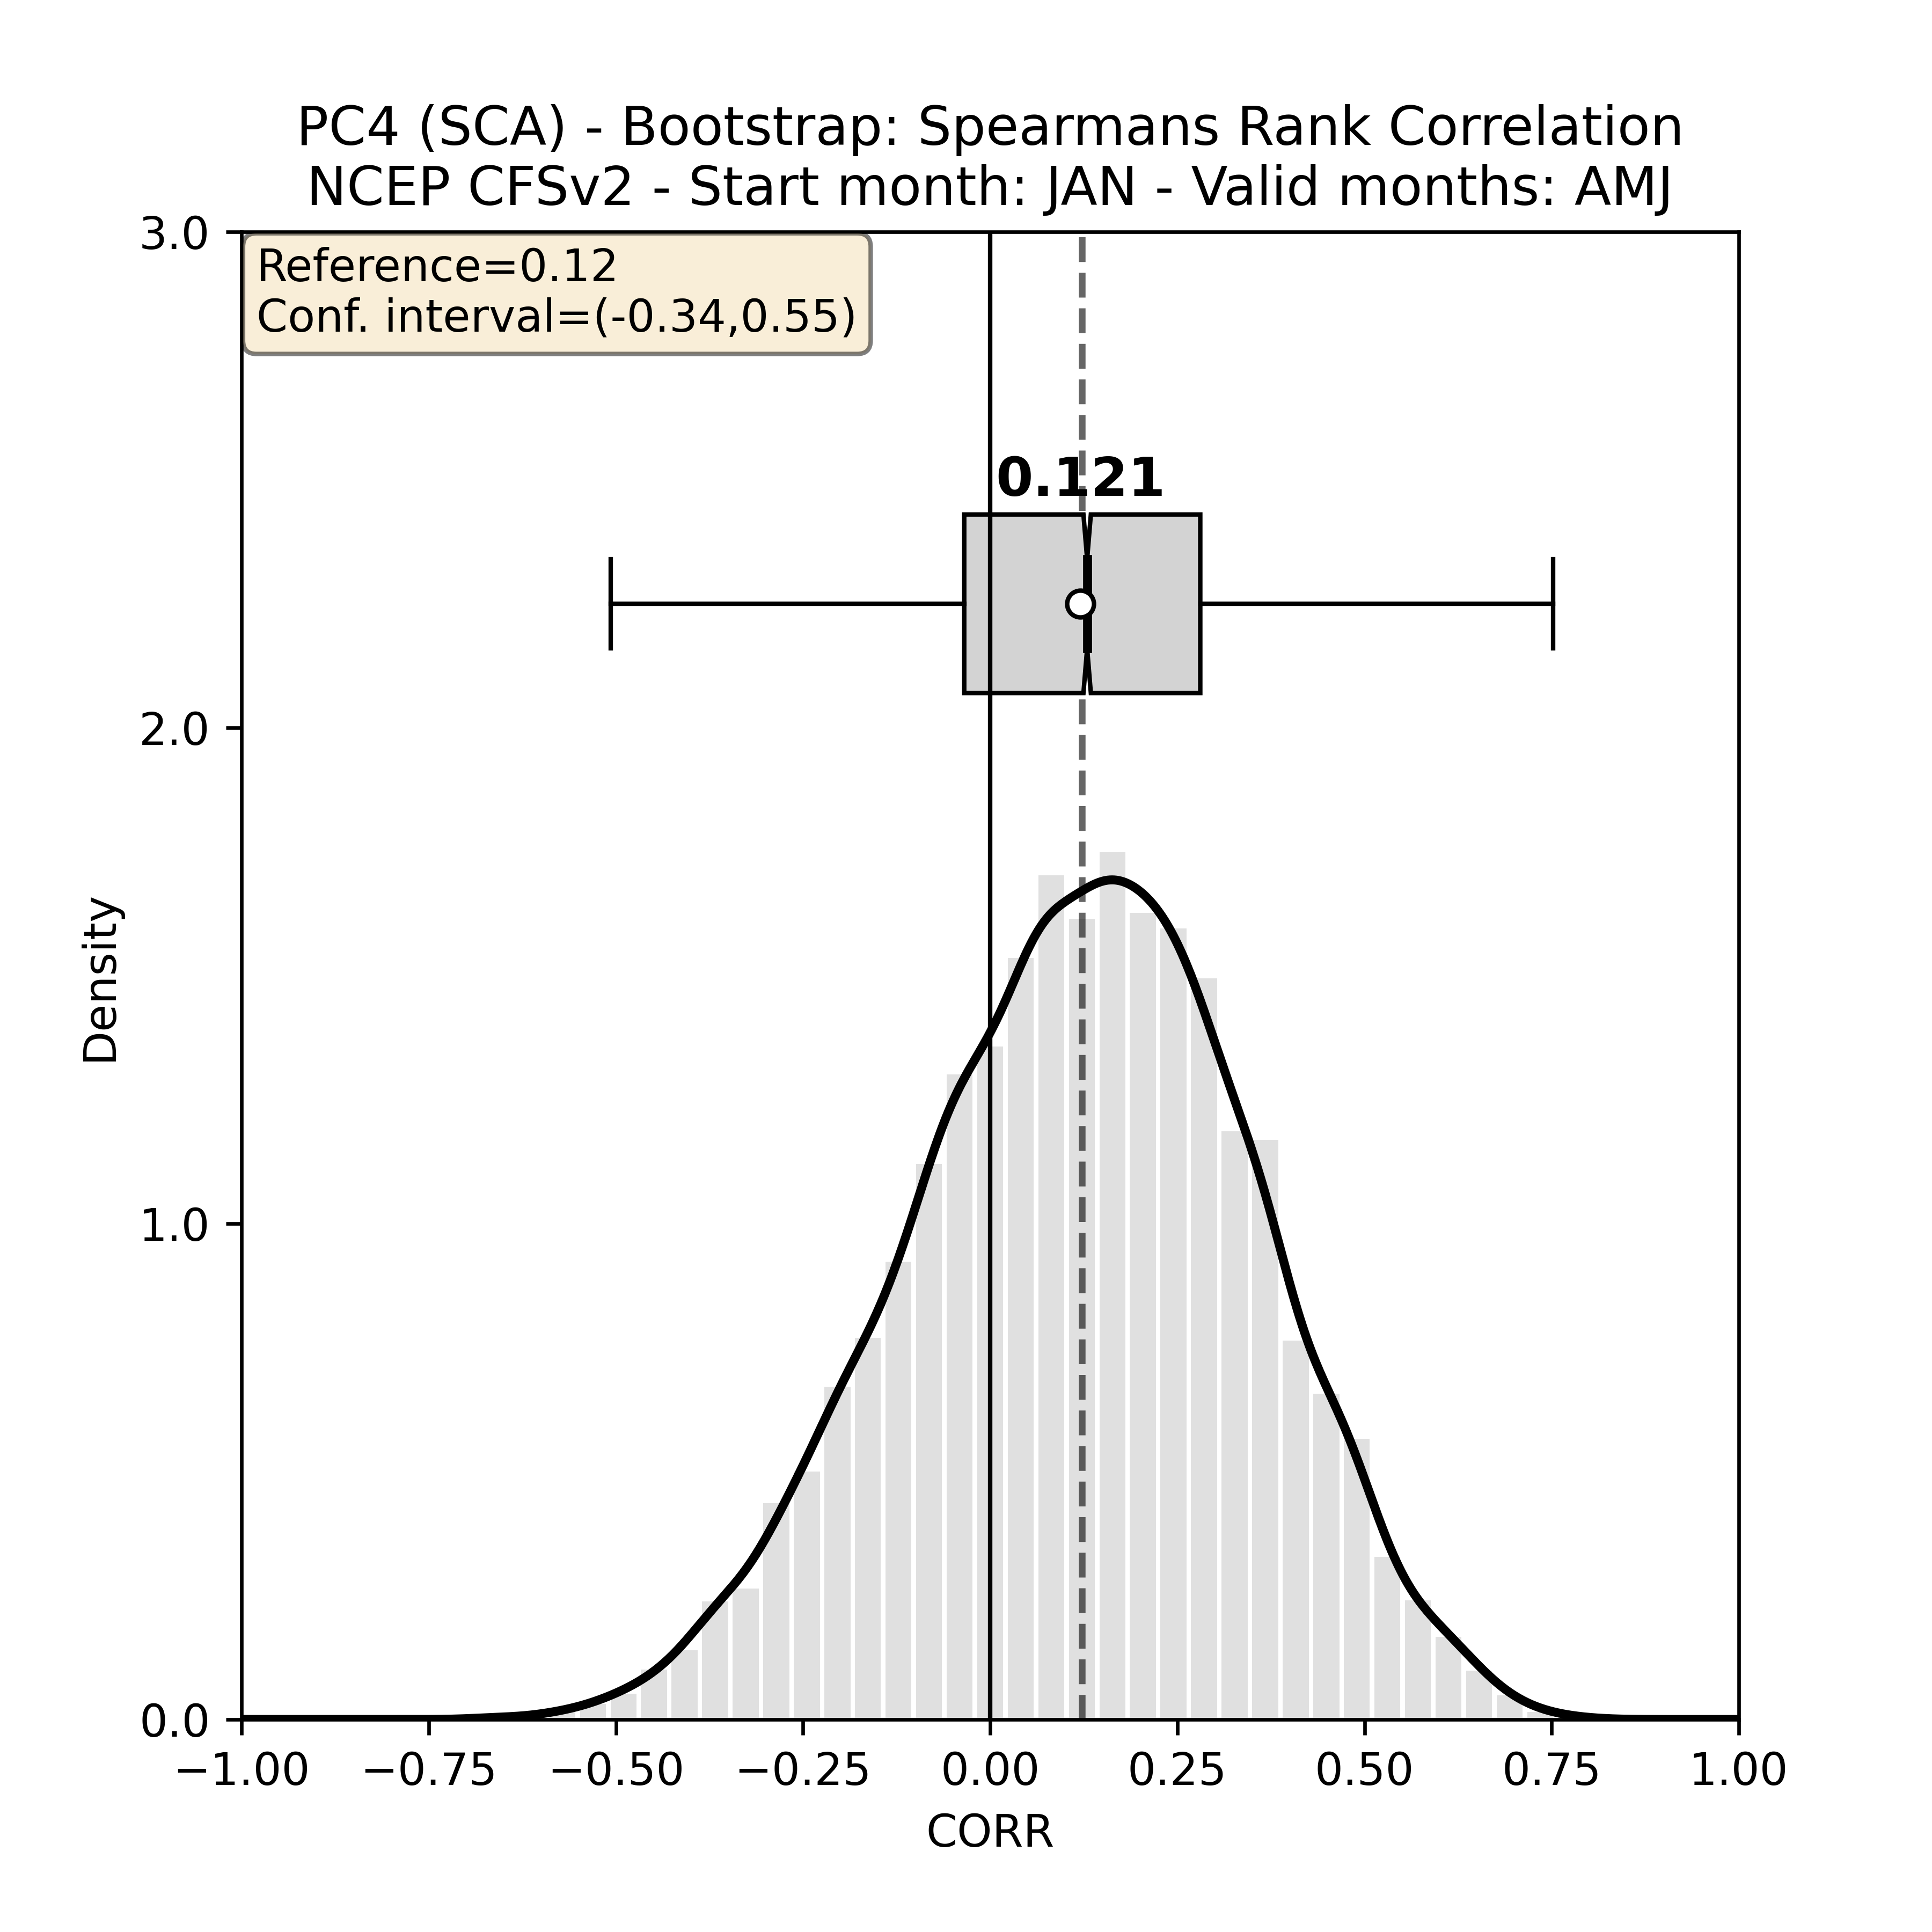 PC4 (SCA) - Bootstrap: Spearmans Rank Correlation
NCEP CFSv2 - Start month: JAN - Valid months: AMJ
3.0
Reference=0.12
Conf. interval=(-0.34,0.55)
0.121
2.0
Density
1.0
0.0
−1.00 −0.75 −0.50 −0.25 0.00 0.25 0.50 0.75 1.00
CORR